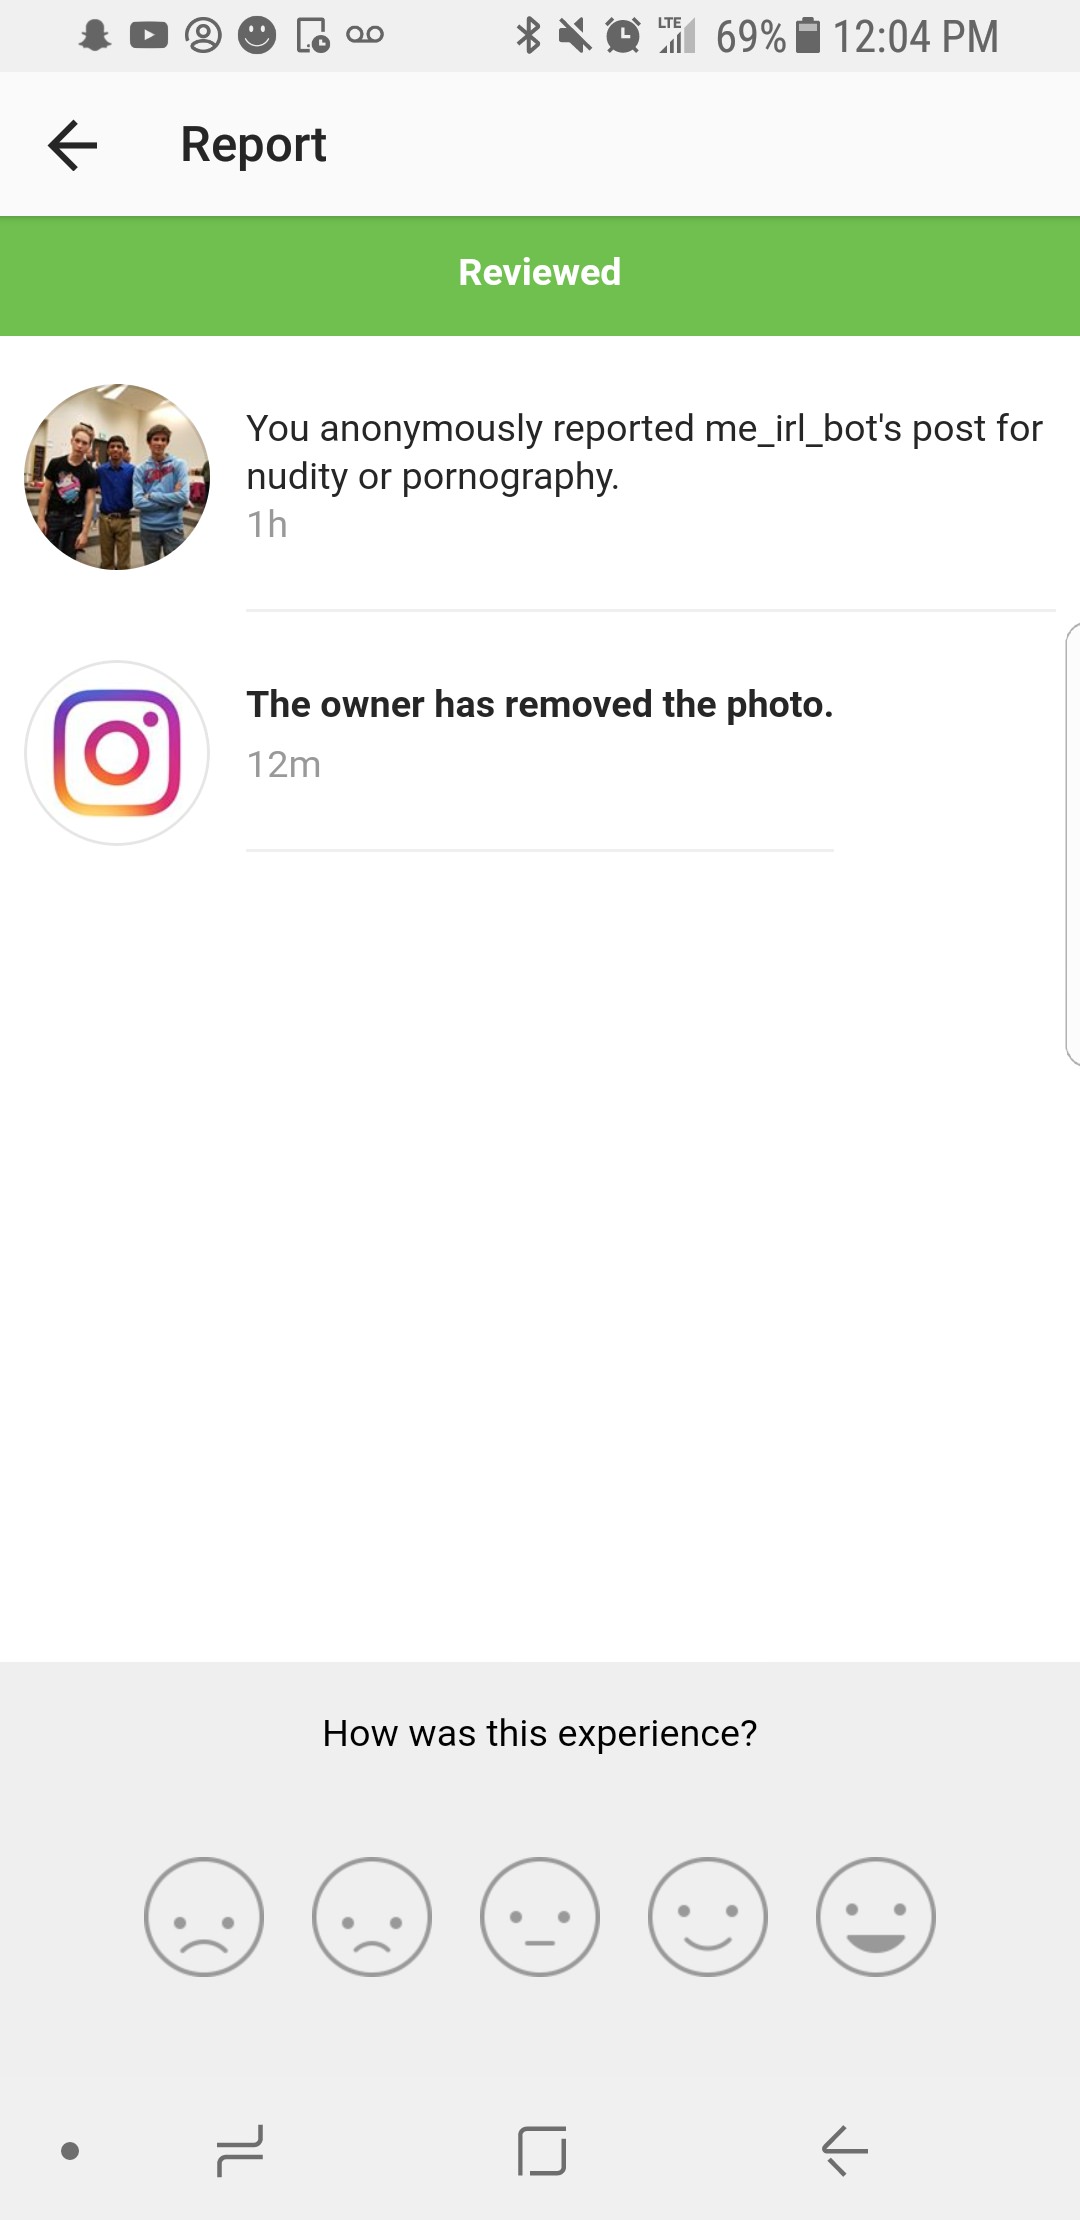 LTE 69% 12:04 PM
Report
Reviewed
You anonymously reported me_irl_bot's post for
nudity or pornography.
1h
The owner has removed the photo.
12m
How was this experience?